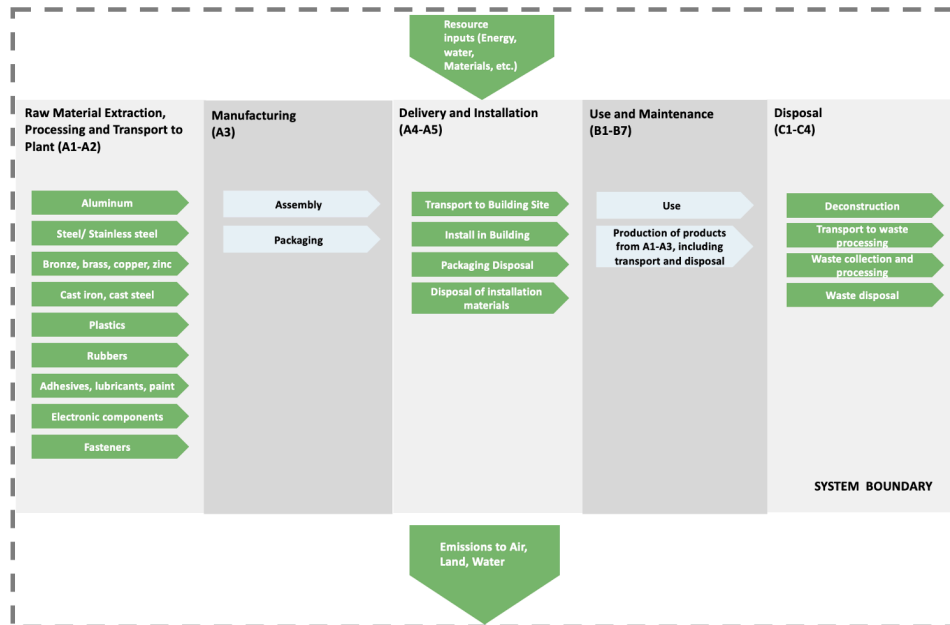 Resource
inputs (Energy,
water,
Materials, etc.)
Raw Material Extraction,
Processing and Transport to
Plant (A1-A2)
Aluminum
Steel/ Stainless steel
Bronze, brass, copper, zinc
Cast iron, cast steel
Plastics
Rubbers
Adhesives, lubricants, paint
Electronic components
Fasteners
Manufacturing
(A3)
Assembly
Packaging
Delivery and Installation
(A4-A5)
Transport to Building Site
Install in Building
Packaging Disposal
Disposal of installation
materials
Use and Maintenance
(B1-B7)
Use
Production of products
from A1-A3, including
transport and disposal
Disposal
(C1-C4)
Deconstruction
Transport to waste
processing
Waste collection and
processing
Waste disposal
SYSTEM BOUNDARY
Emissions to Air,
Land, Water